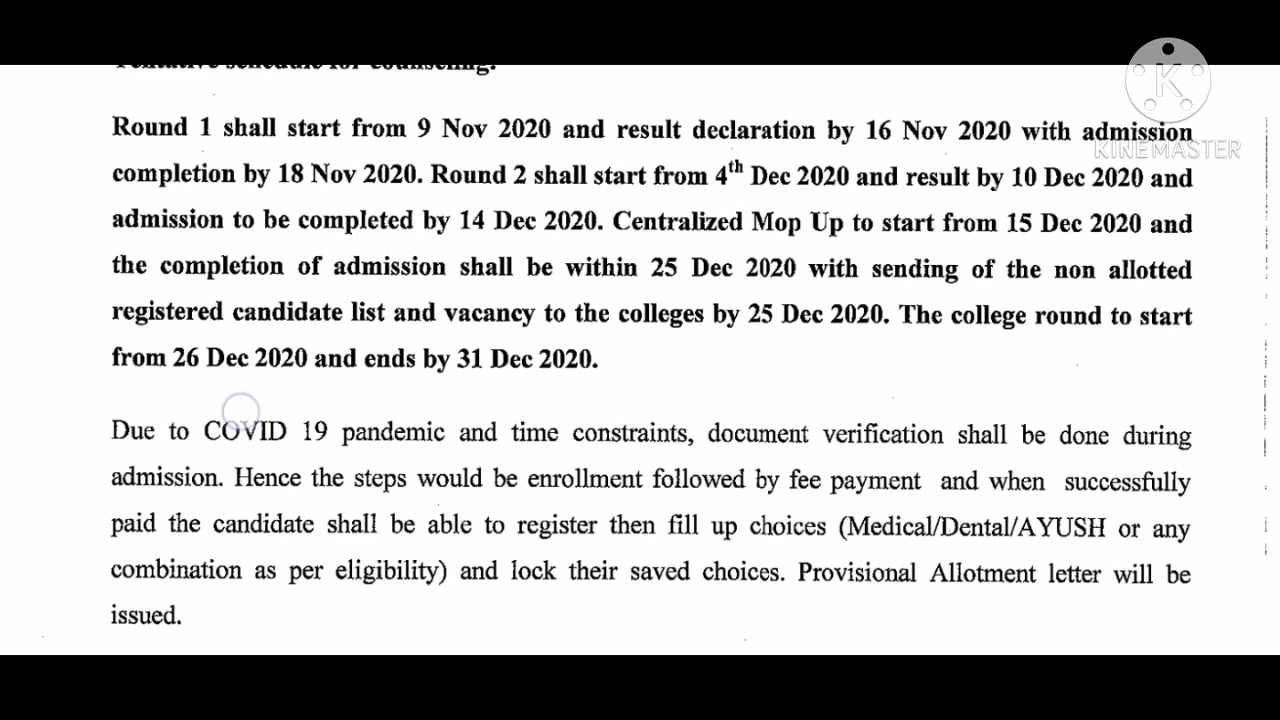 Tentative schedule for counseling:
Round 1 shall start from 9 Nov 2020 and result declaration by 16 Nov 2020 with admission
completion by 18 Nov 2020. Round 2 shall start from 4th Dec 2020 and result by 10 Dec 2020 and
admission to be completed by 14 Dec 2020. Centralized Mop Up to start from 15 Dec 2020 and
the completion of admission shall be within 25 Dec 2020 with sending of the non allotted
registered candidate list and vacancy to the colleges by 25 Dec 2020. The college round to start
from 26 Dec 2020 and ends by 31 Dec 2020.
Due to COVID 19 pandemic and time constraints, document verification shall be done during
admission. Hence the steps would be enrollment followed by fee payment and when successfully
paid the candidate shall be able to register then fill up choices (Medical/Dental/AYUSH or any
combination as per eligibility) and lock their saved choices. Provisional Allotment letter will be
issued.
K
KINEMASTER